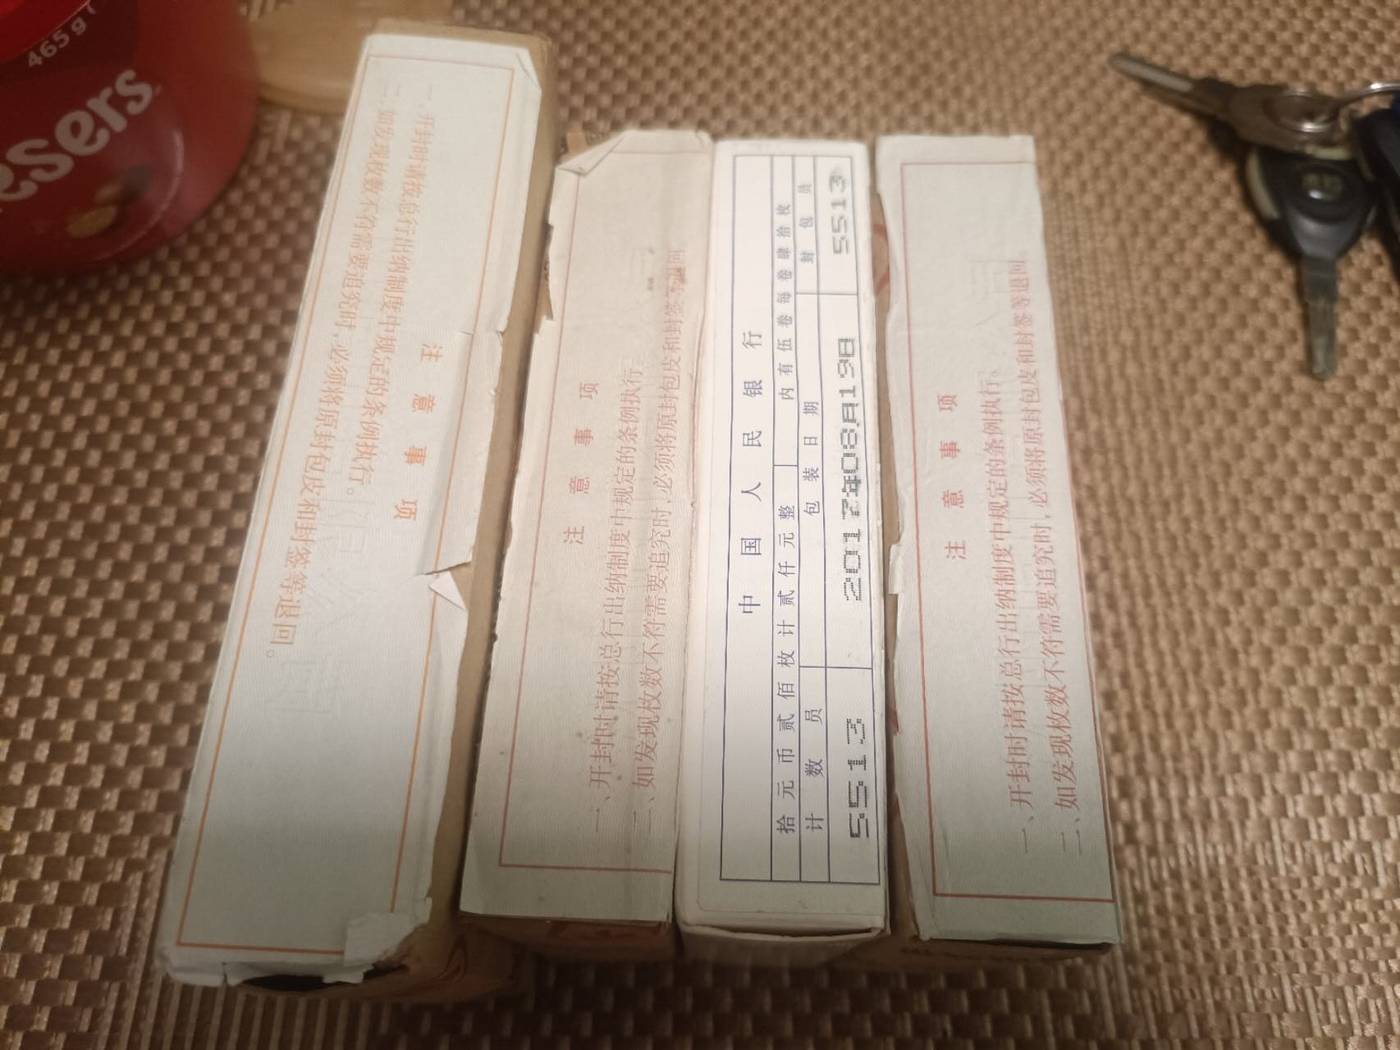 465g
esers
注意事项
一、开封时请按总行出纳制度中规定的条例执行。
二、如发现枚数不符需要追究时,必须将原封包皮和封签等退回。
注意事项
一、开封时请按总行出纳制度中规定的条例执行
二、如发现枚数不符需要追究时,必须将原封包皮和封签等退回
中国人民银行
拾元币贰佰枚计贰仟元整 内有伍卷每卷肆拾枚
计数员 包装日期 封包员
5513 2017年08月19B 5513
注意事项
一、开封时请按总行出纳制度中规定的条例执行。
二、如发现枚数不符需要追究时,必须将原封包皮和封签等退回。